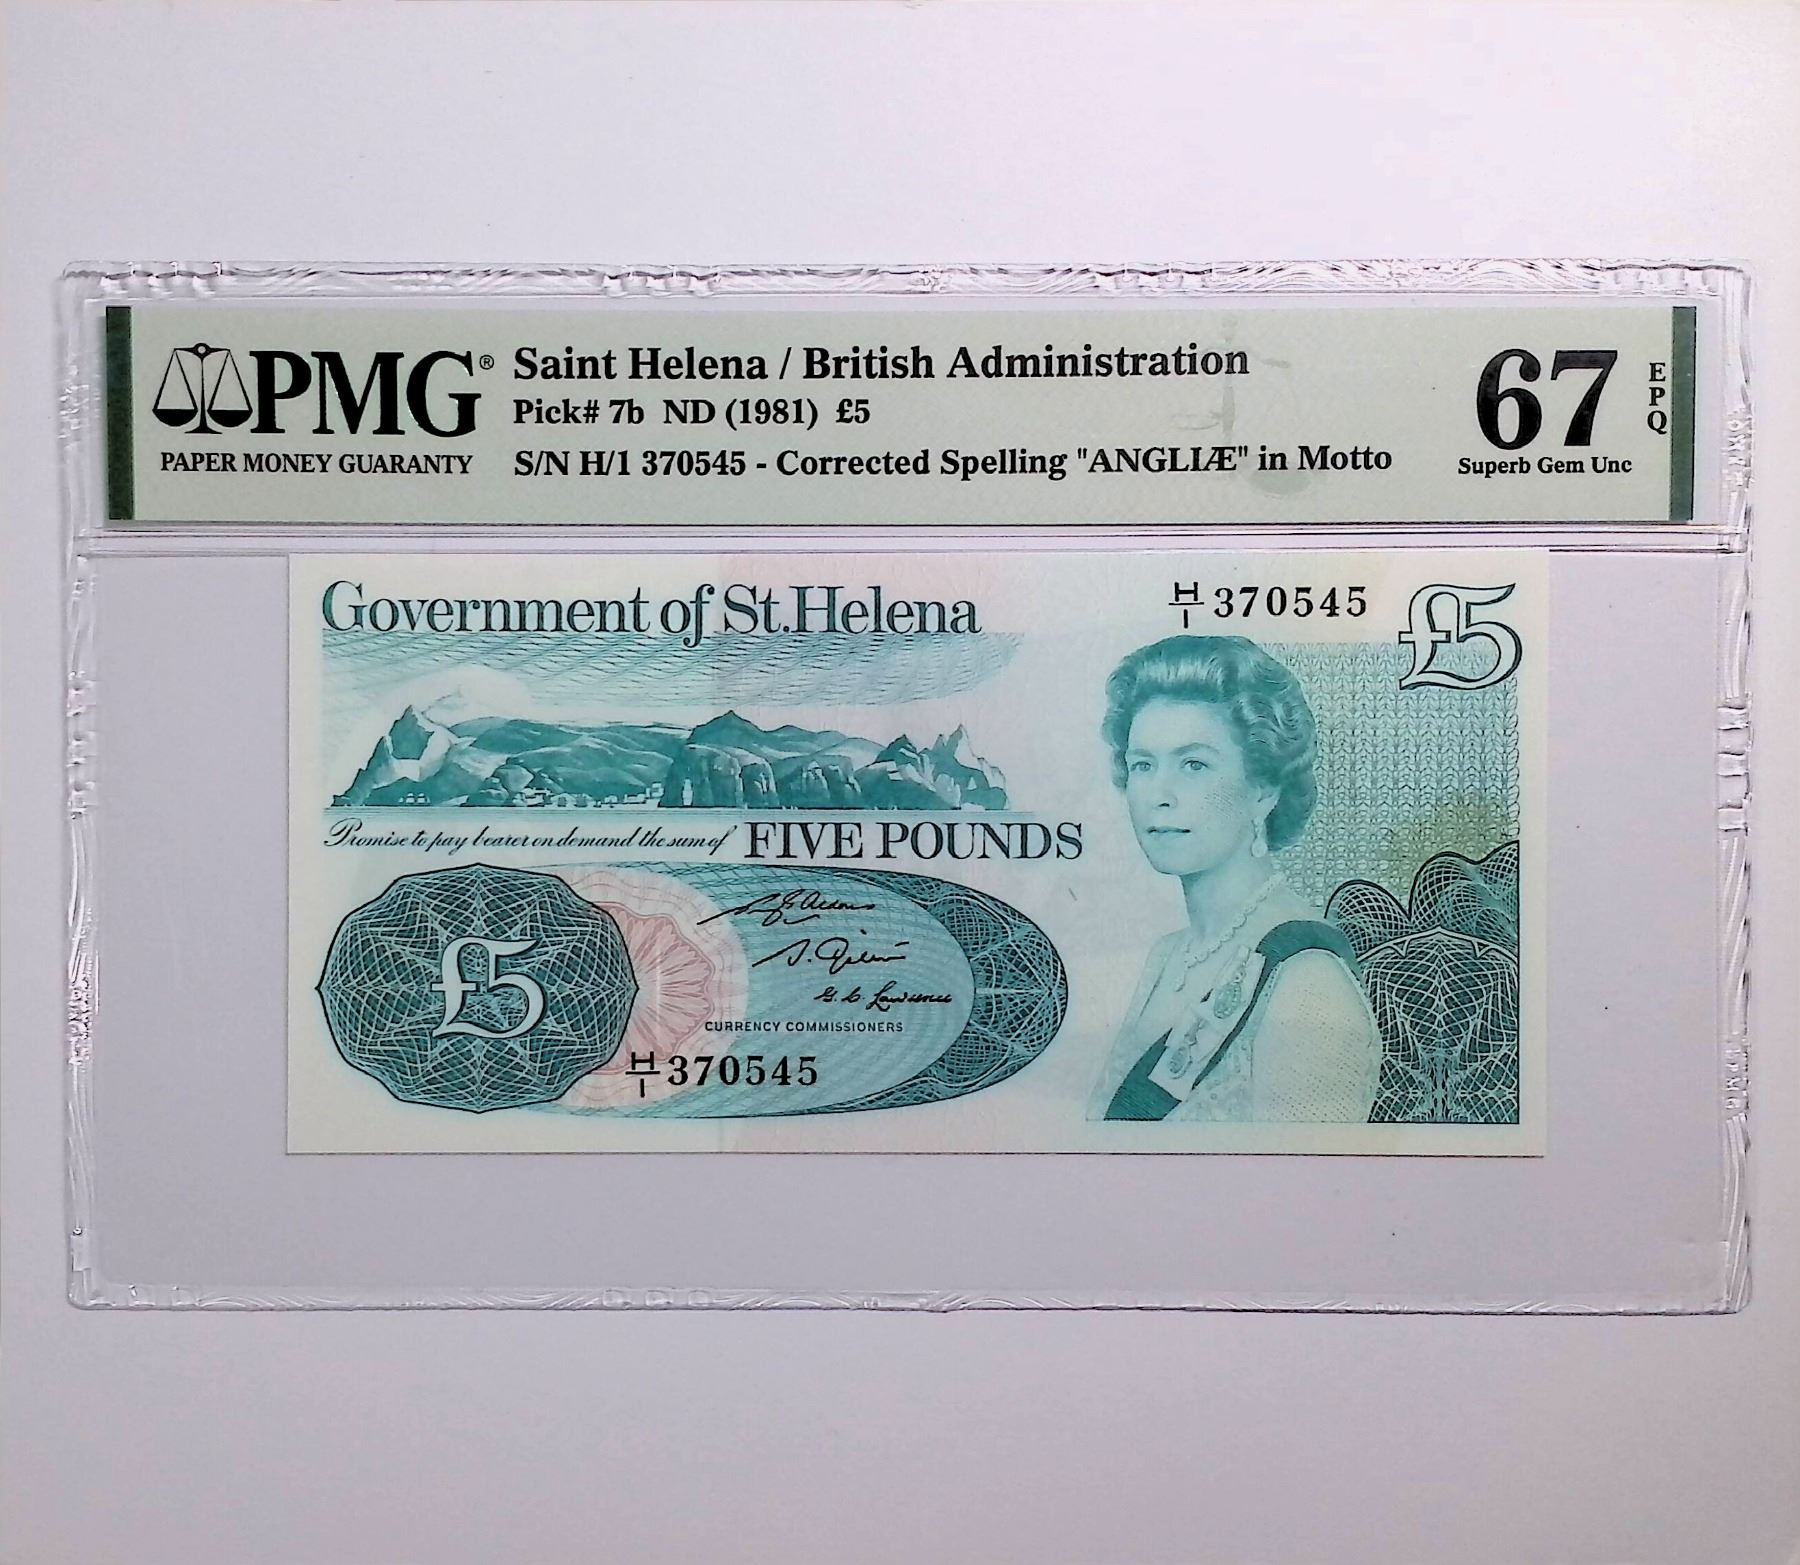 PMG®
PAPER MONEY GUARANTY
Saint Helena / British Administration
Pick# 7b ND (1981) £5
S/N H/1 370545 - Corrected Spelling "ANGLIÆ" in Motto
67
EPQ
Superb Gem Unc
Government of St.Helena
H/1 370545
£5
Promise to pay bearer on demand the sum of FIVE POUNDS
£5
G. C. Lawrence
CURRENCY COMMISSIONERS
H/1 370545